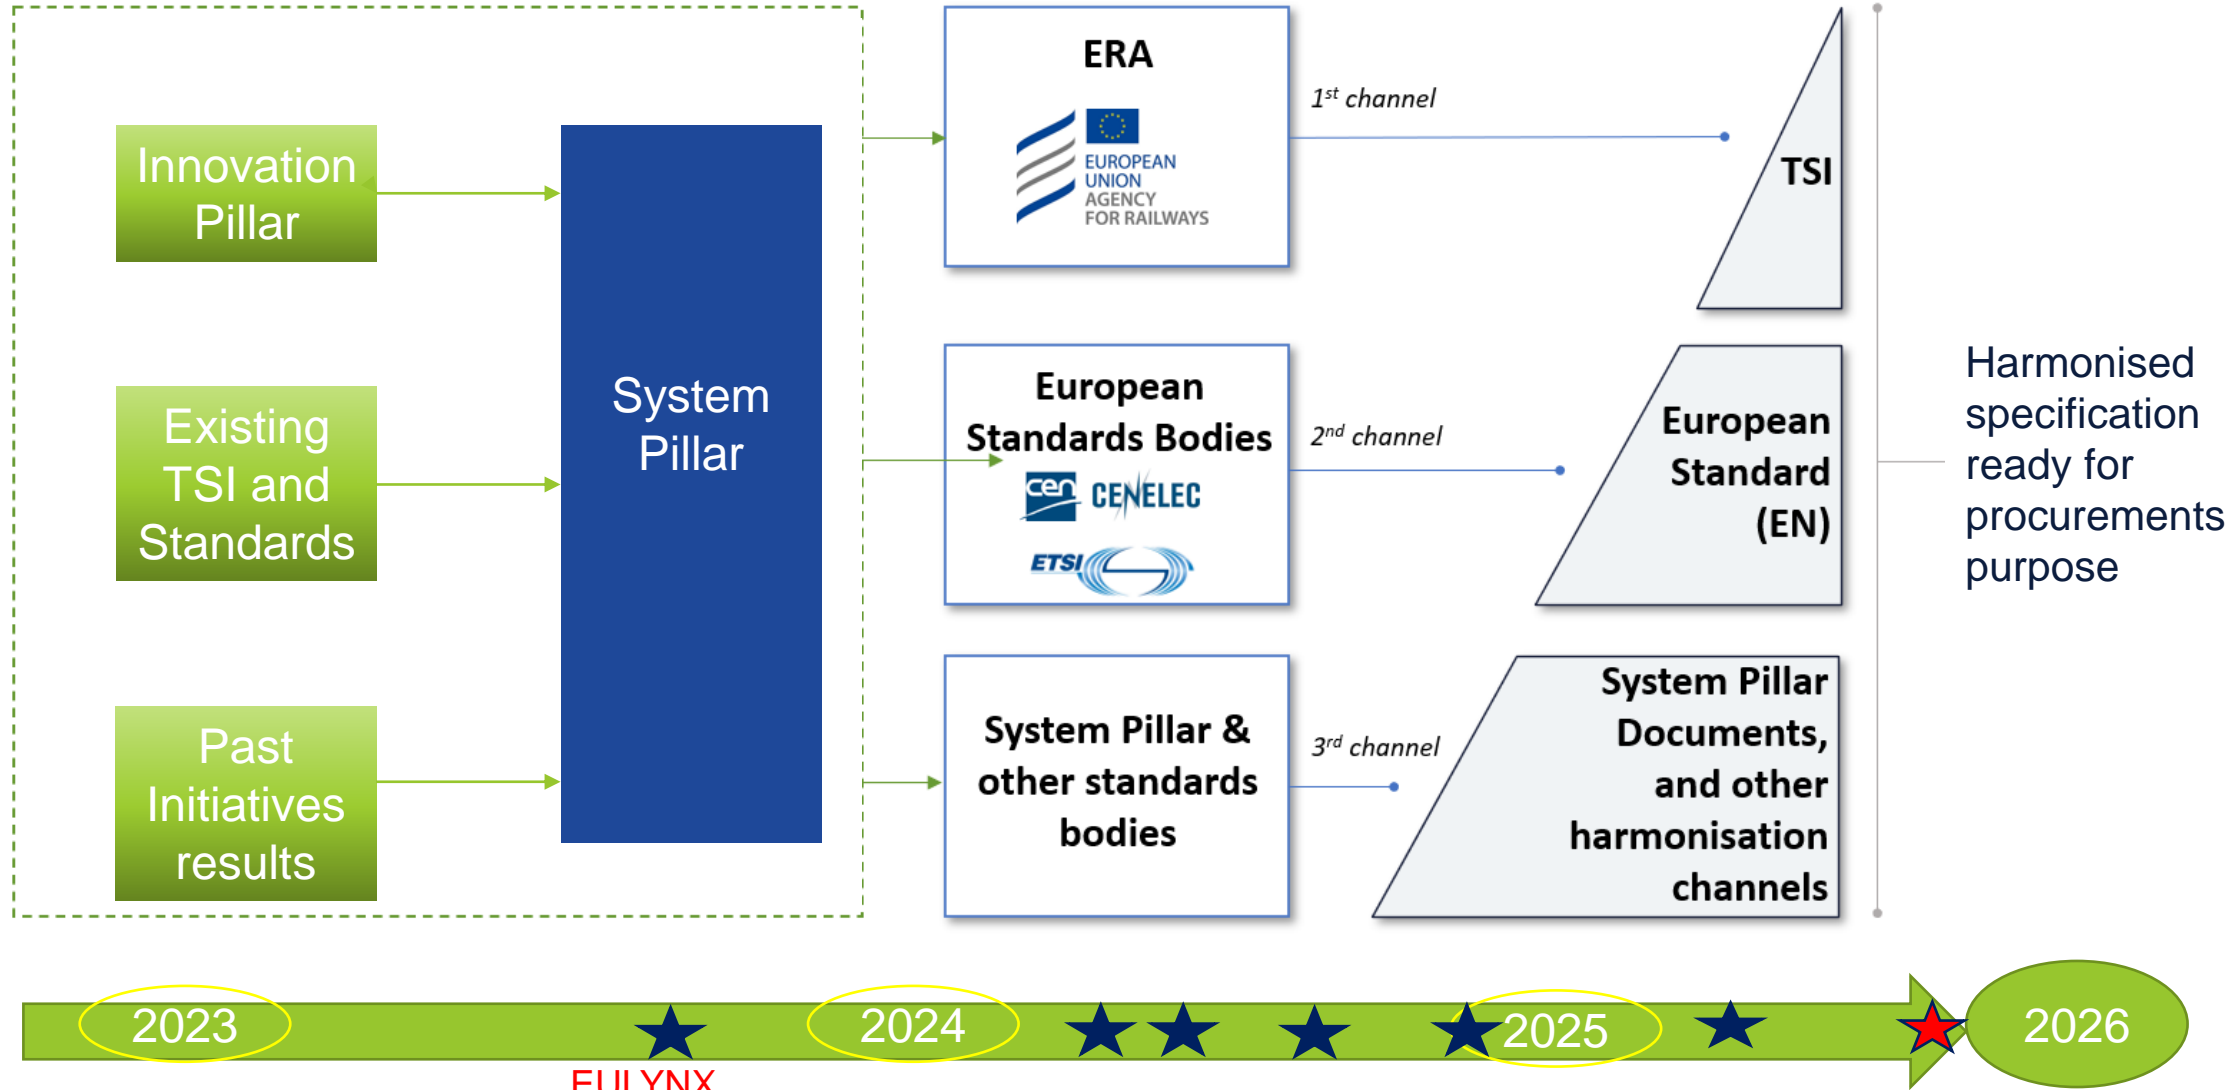 Innovation
Pillar
Existing
TSI and
Standards
Past
Initiatives
results
System
Pillar
ERA
EUROPEAN
UNION
AGENCY
FOR RAILWAYS
1st channel
TSI
European
Standards Bodies
cen CENELEC
ETSI
2nd channel
European
Standard
(EN)
System Pillar &
other standards
bodies
3rd channel
System Pillar
Documents,
and other
harmonisation
channels
Harmonised
specification
ready for
procurements
purpose
2023
2024
2025
2026
EULYNX